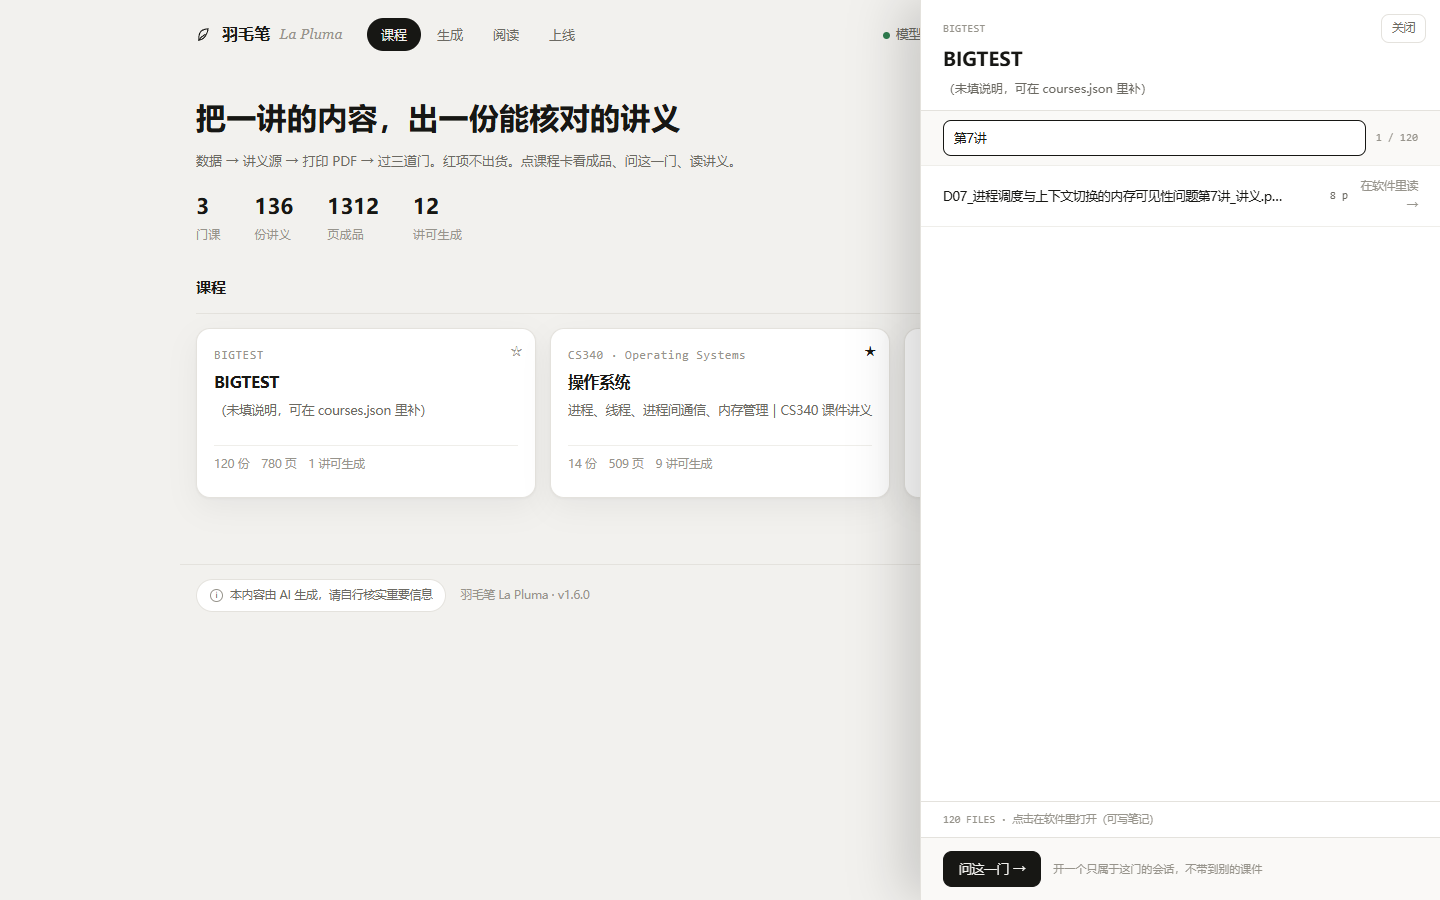 羽毛笔 La Pluma
课程
生成
阅读
上线
模型
把一讲的内容，出一份能核对的讲义
数据 → 讲义源 → 打印 PDF → 过三道门。红项不出货。点课程卡看成品、问这一门、读讲义。
3
136
1312
12
门课
份讲义
页成品
讲可生成
课程
BIGTEST
☆
BIGTEST
（未填说明，可在 courses.json 里补）
120 份 780 页 1 讲可生成
CS340 · Operating Systems
★
操作系统
进程、线程、进程间通信、内存管理 | CS340 课件讲义
14 份 509 页 9 讲可生成
本内容由 AI 生成，请自行核实重要信息
羽毛笔 La Pluma · v1.6.0
BIGTEST
关闭
BIGTEST
（未填说明，可在 courses.json 里补）
第7讲
1 / 120
D07_进程调度与上下文切换的内存可见性问题第7讲_讲义.p...
8 p
在软件里读
→
120 FILES · 点击在软件里打开（可写笔记）
问这一门 →
开一个只属于这门的会话，不带到别的课件